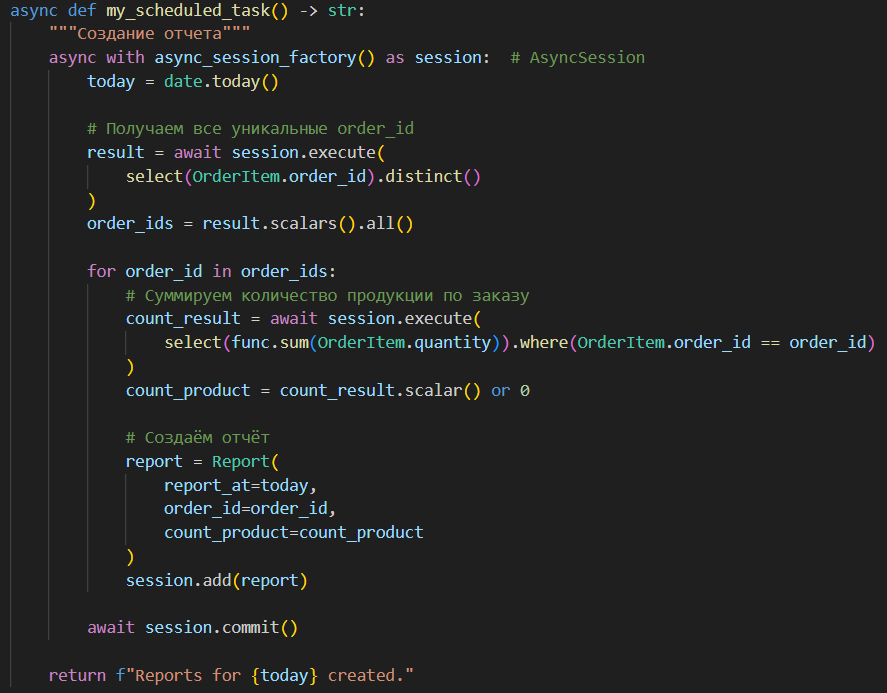 async def my_scheduled_task() -> str:
    """Создание отчета"""
    async with async_session_factory() as session:  # AsyncSession
        today = date.today()

        # Получаем все уникальные order_id
        result = await session.execute(
            select(OrderItem.order_id).distinct()
        )
        order_ids = result.scalars().all()

        for order_id in order_ids:
            # Суммируем количество продукции по заказу
            count_result = await session.execute(
                select(func.sum(OrderItem.quantity)).where(OrderItem.order_id == order_id)
            )
            count_product = count_result.scalar() or 0

            # Создаём отчёт
            report = Report(
                report_at=today,
                order_id=order_id,
                count_product=count_product
            )
            session.add(report)

        await session.commit()

    return f"Reports for {today} created."